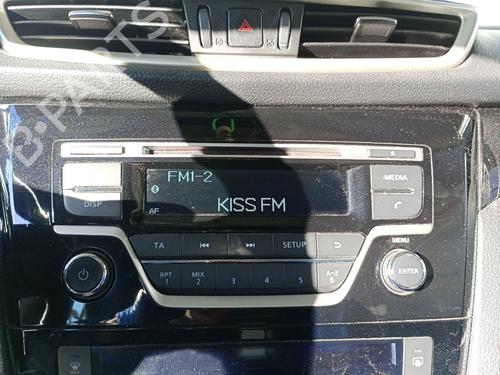 B-PARTS
FM1-2
MEDIA
AF
KISS FM
DISP
TA
SETUP
MENU
RPT
MIX
2
3
4
5
A-Z
6
ENTER